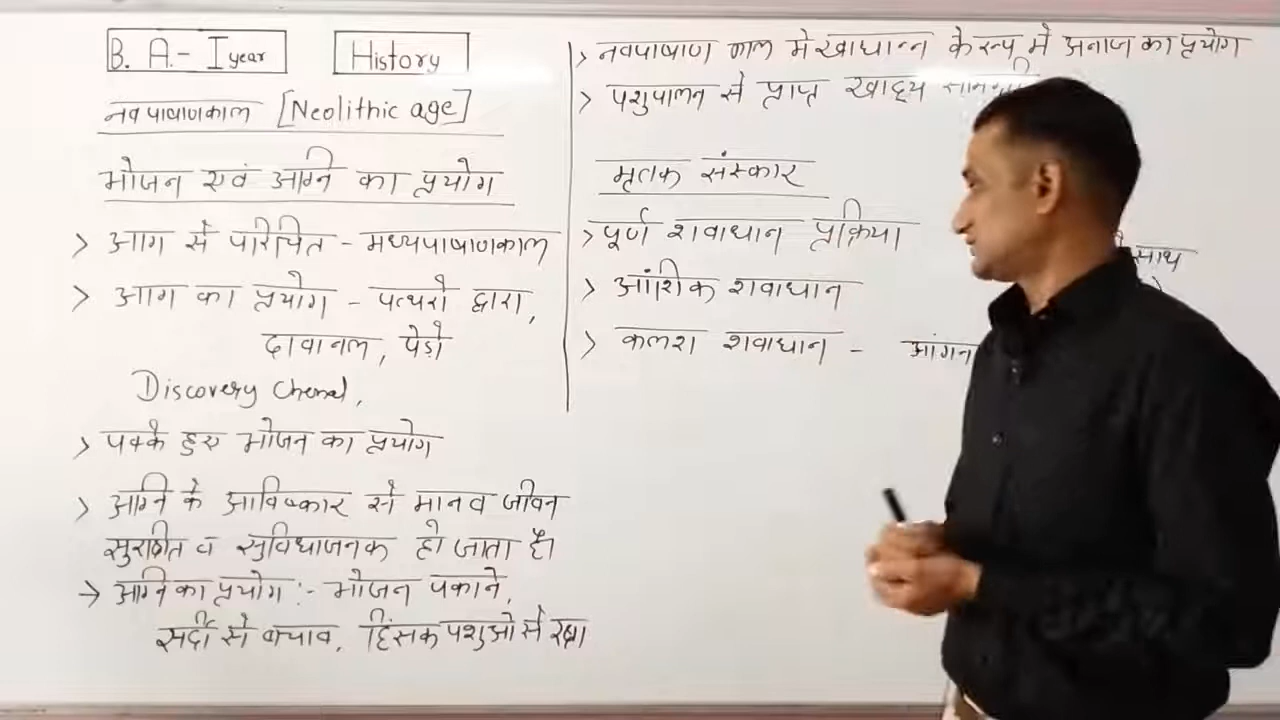 B. A.- I year
History
नवपाषाणकाल [Neolithic age]
भोजन एवं अग्नि का प्रयोग
> आग से परिचित - मध्यपाषाणकाल
> आग का प्रयोग - पत्थरो द्वारा,
दावानल, पेड़ो
Discovery Chennel,
> पक्के हुए भोजन का प्रयोग
> अग्नि के आविष्कार से मानव जीवन
सुरक्षित व सुविधाजनक हो जाता है।
→ अग्नि का प्रयोग :- भोजन पकाने,
सर्दी से बचाव, हिंसक पशुओ से रक्षा
> नवपाषाण काल मे खाधान्न के रूप मे अनाज का प्रयोग
> पशुपालन से प्राप्त खाद्य
मृतक संस्कार
> पूर्ण शवाधान प्रक्रिया
साथ
> आंशिक शवाधान
> कलश शवाधान - आंगन